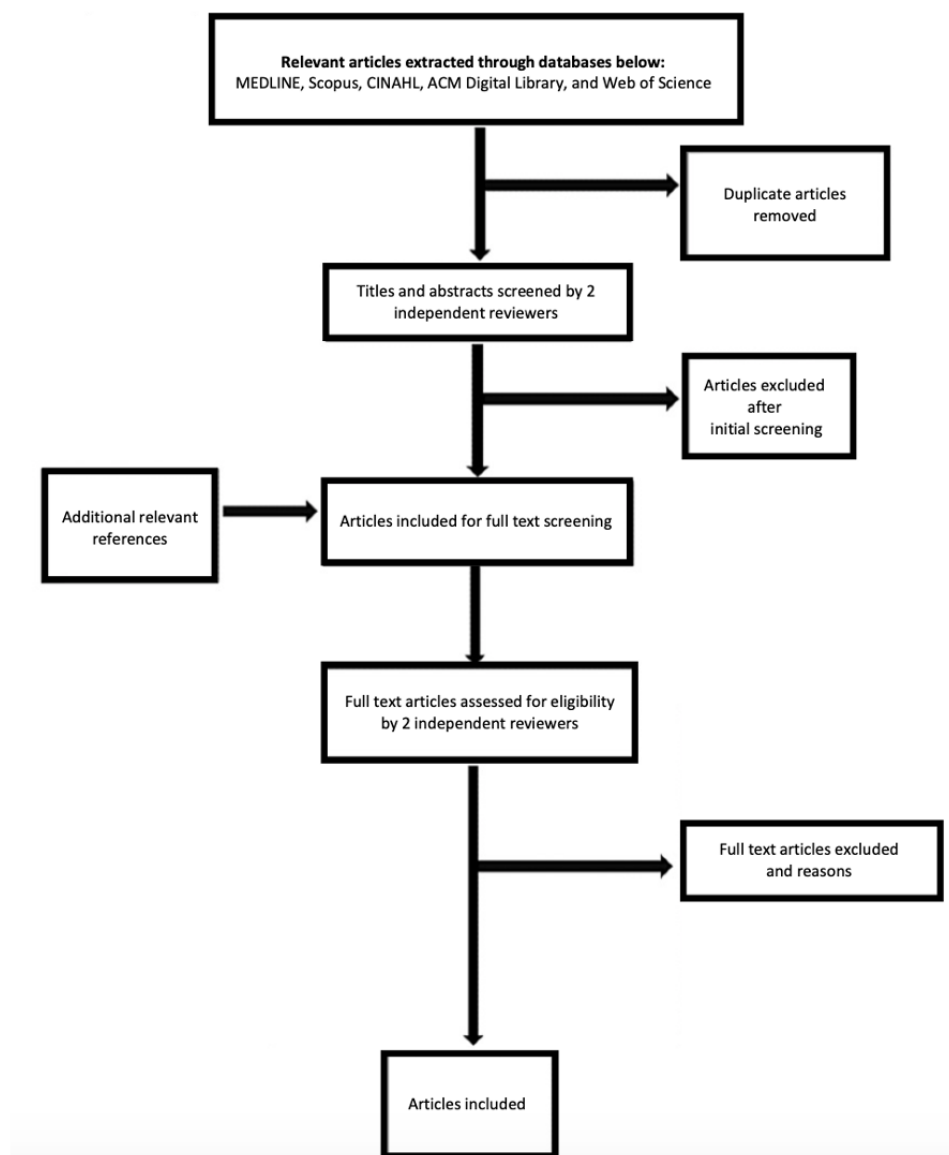 Relevant articles extracted through databases below:
MEDLINE, Scopus, CINAHL, ACM Digital Library, and Web of Science
Duplicate articles
removed
Titles and abstracts screened by 2
independent reviewers
Articles excluded
after
initial screening
Additional relevant
references
Articles included for full text screening
Full text articles assessed for eligibility
by 2 independent reviewers
Full text articles excluded
and reasons
Articles included